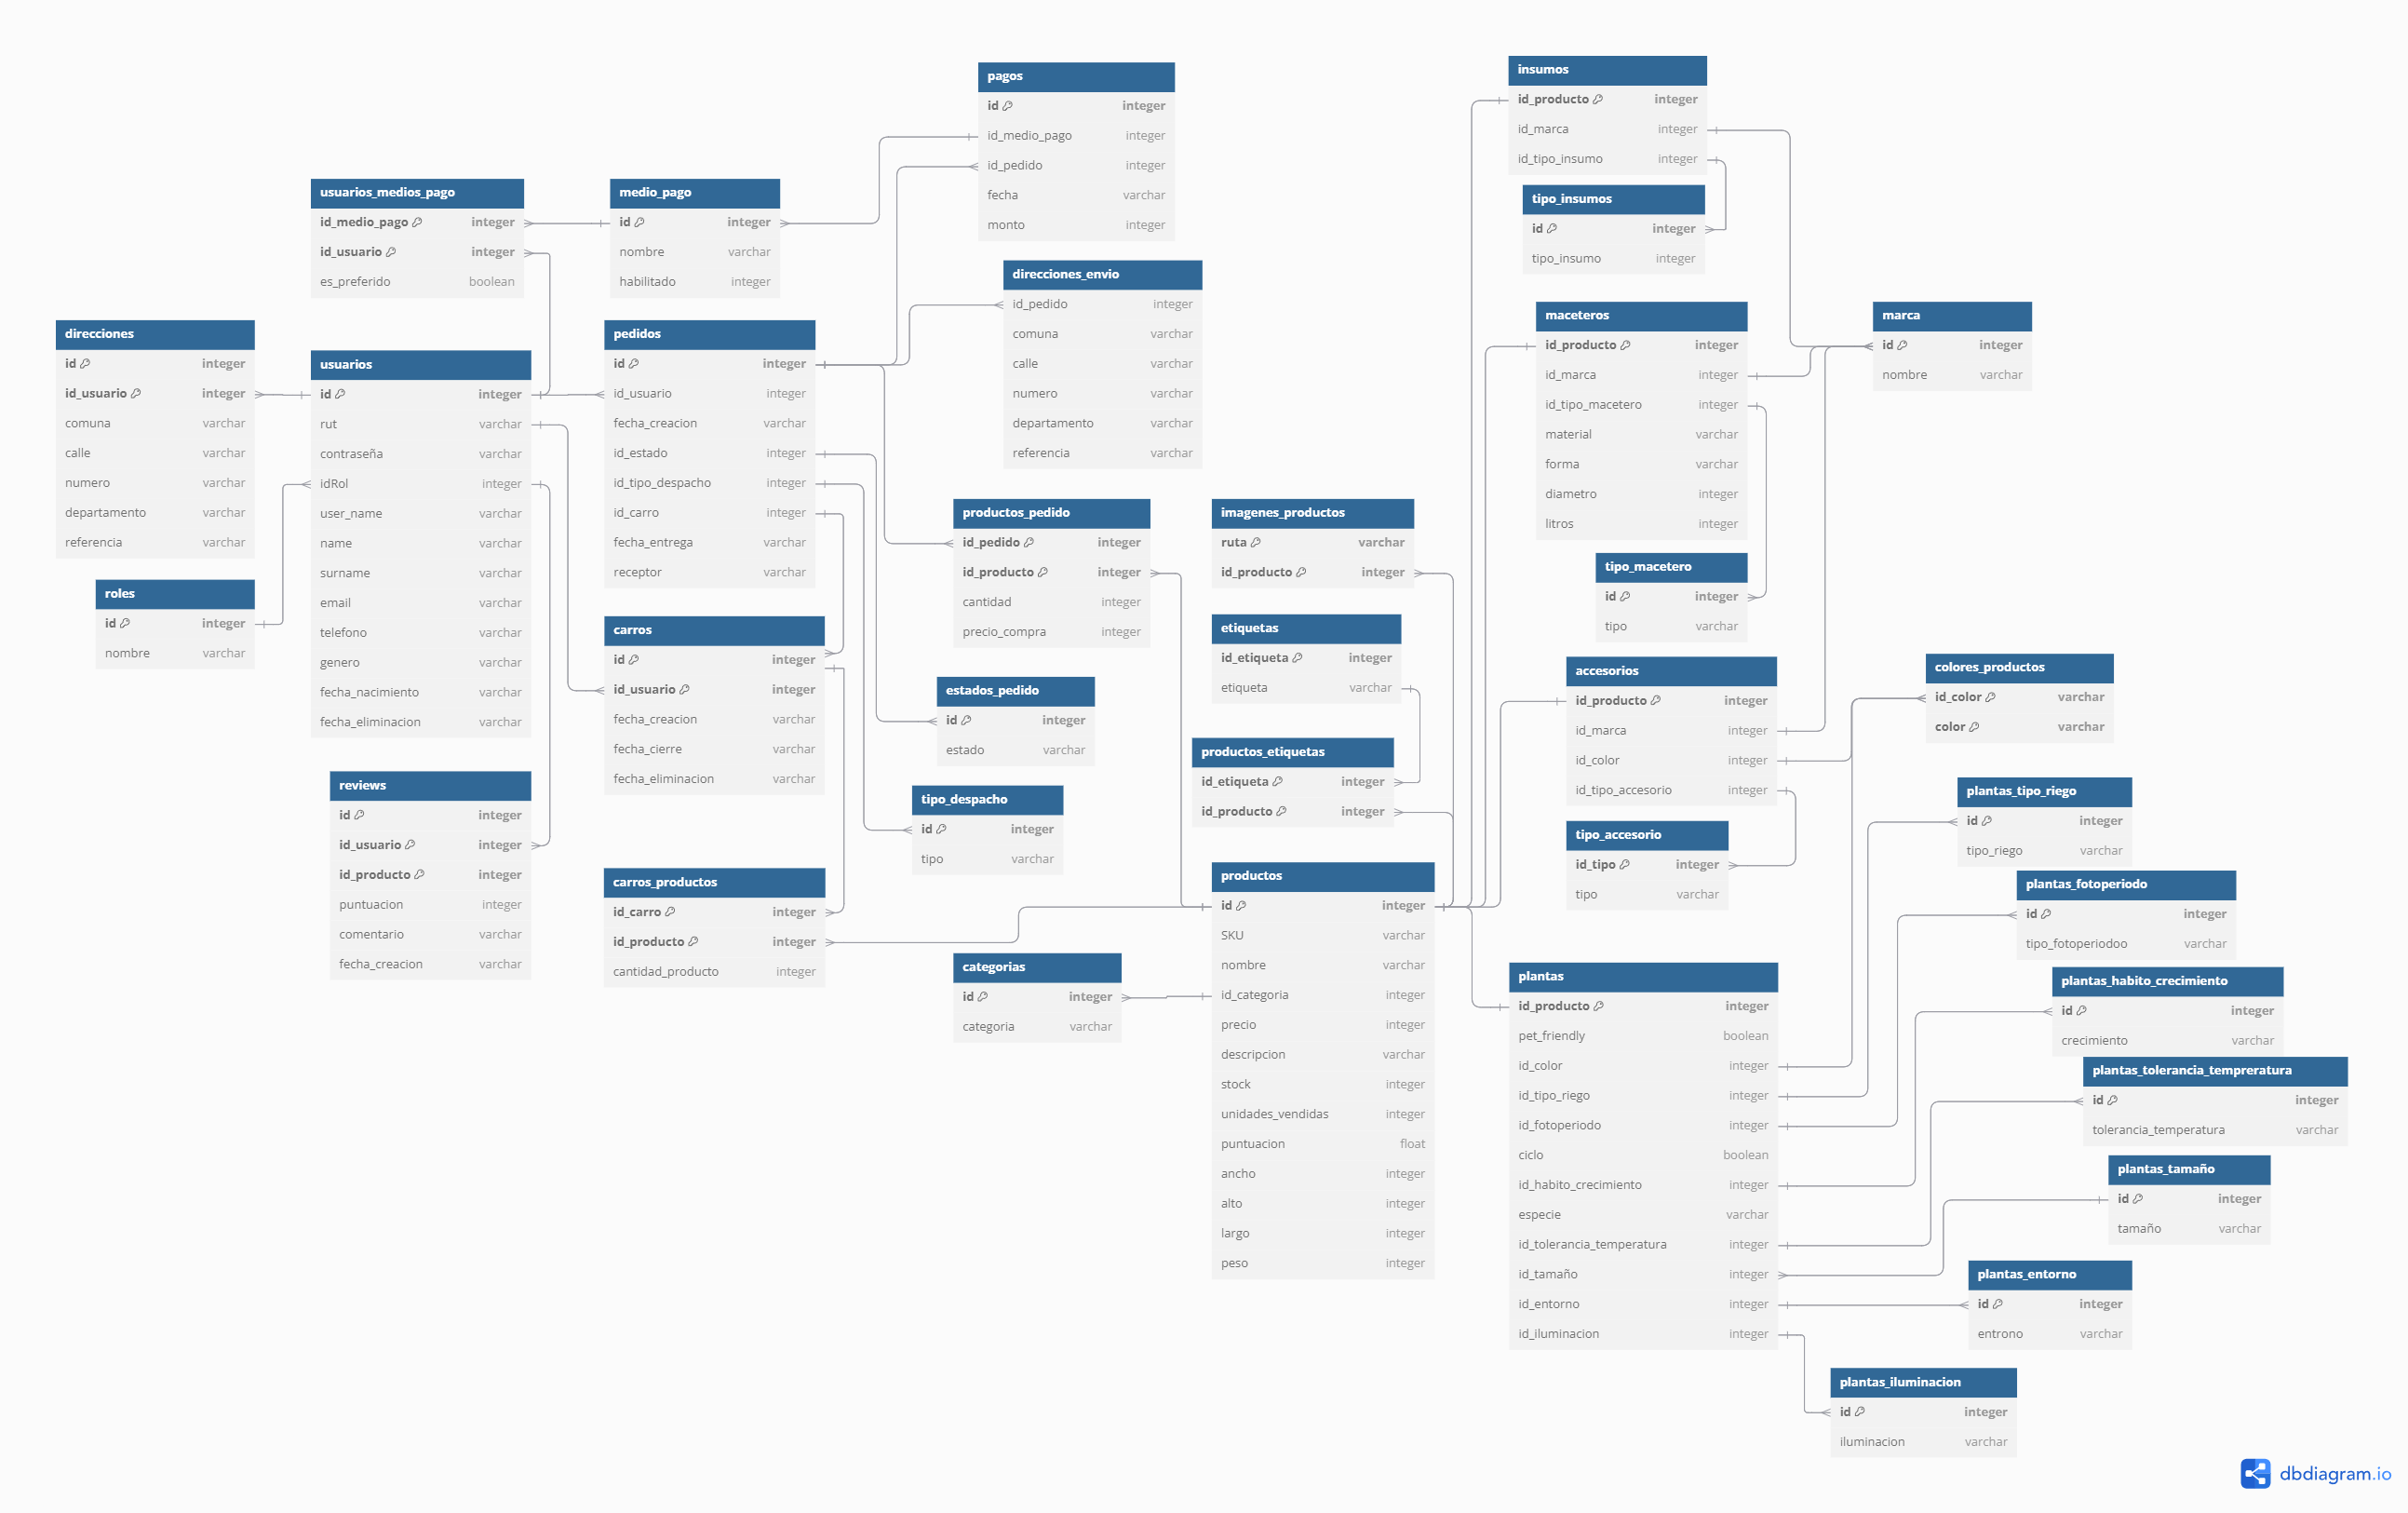 pagos
id integer
id_medio_pago integer
id_pedido integer
fecha varchar
monto integer
insumos
id_producto integer
id_marca integer
id_tipo_insumo integer
tipo_insumos
id integer
tipo_insumo integer
usuarios_medios_pago
id_medio_pago integer
id_usuario integer
es_preferido boolean
medio_pago
id integer
nombre varchar
habilitado integer
direcciones_envio
id_pedido integer
comuna varchar
calle varchar
numero varchar
departamento varchar
referencia varchar
maceteros
id_producto integer
id_marca integer
id_tipo_macetero integer
material varchar
forma varchar
diametro integer
litros integer
marca
id integer
nombre varchar
direcciones
id integer
id_usuario integer
comuna varchar
calle varchar
numero varchar
departamento varchar
referencia varchar
usuarios
id integer
rut varchar
contraseña varchar
idRol integer
user_name varchar
name varchar
surname varchar
email varchar
telefono varchar
genero varchar
fecha_nacimiento varchar
fecha_eliminacion varchar
pedidos
id integer
id_usuario integer
fecha_creacion varchar
id_estado integer
id_tipo_despacho integer
id_carro integer
fecha_entrega varchar
receptor varchar
productos_pedido
id_pedido integer
id_producto integer
cantidad integer
precio_compra integer
imagenes_productos
ruta varchar
id_producto integer
tipo_macetero
id integer
tipo varchar
roles
id integer
nombre varchar
carros
id integer
id_usuario integer
fecha_creacion varchar
fecha_cierre varchar
fecha_eliminacion varchar
etiquetas
id_etiqueta integer
etiqueta varchar
estados_pedido
id integer
estado varchar
accesorios
id_producto integer
id_marca integer
id_color integer
id_tipo_accesorio integer
colores_productos
id_color varchar
color varchar
productos_etiquetas
id_etiqueta integer
id_producto integer
reviews
id integer
id_usuario integer
id_producto integer
puntuacion integer
comentario varchar
fecha_creacion varchar
tipo_despacho
id integer
tipo varchar
tipo_accesorio
id_tipo integer
tipo varchar
plantas_tipo_riego
id integer
tipo_riego varchar
carros_productos
id_carro integer
id_producto integer
cantidad_producto integer
productos
id integer
SKU varchar
nombre varchar
id_categoria integer
precio integer
descripcion varchar
stock integer
unidades_vendidas integer
puntuacion float
ancho integer
alto integer
largo integer
peso integer
plantas_fotoperiodo
id integer
tipo_fotoperiodoo varchar
categorias
id integer
categoria varchar
plantas
id_producto integer
pet_friendly boolean
id_color integer
id_tipo_riego integer
id_fotoperiodo integer
ciclo boolean
id_habito_crecimiento integer
especie varchar
id_tolerancia_temperatura integer
id_tamaño integer
id_entorno integer
id_iluminacion integer
plantas_habito_crecimiento
id integer
crecimiento varchar
plantas_tolerancia_tempreratura
id integer
tolerancia_temperatura varchar
plantas_tamaño
id integer
tamaño varchar
plantas_entorno
id integer
entrono varchar
plantas_iluminacion
id integer
iluminacion varchar
dbdiagram.io